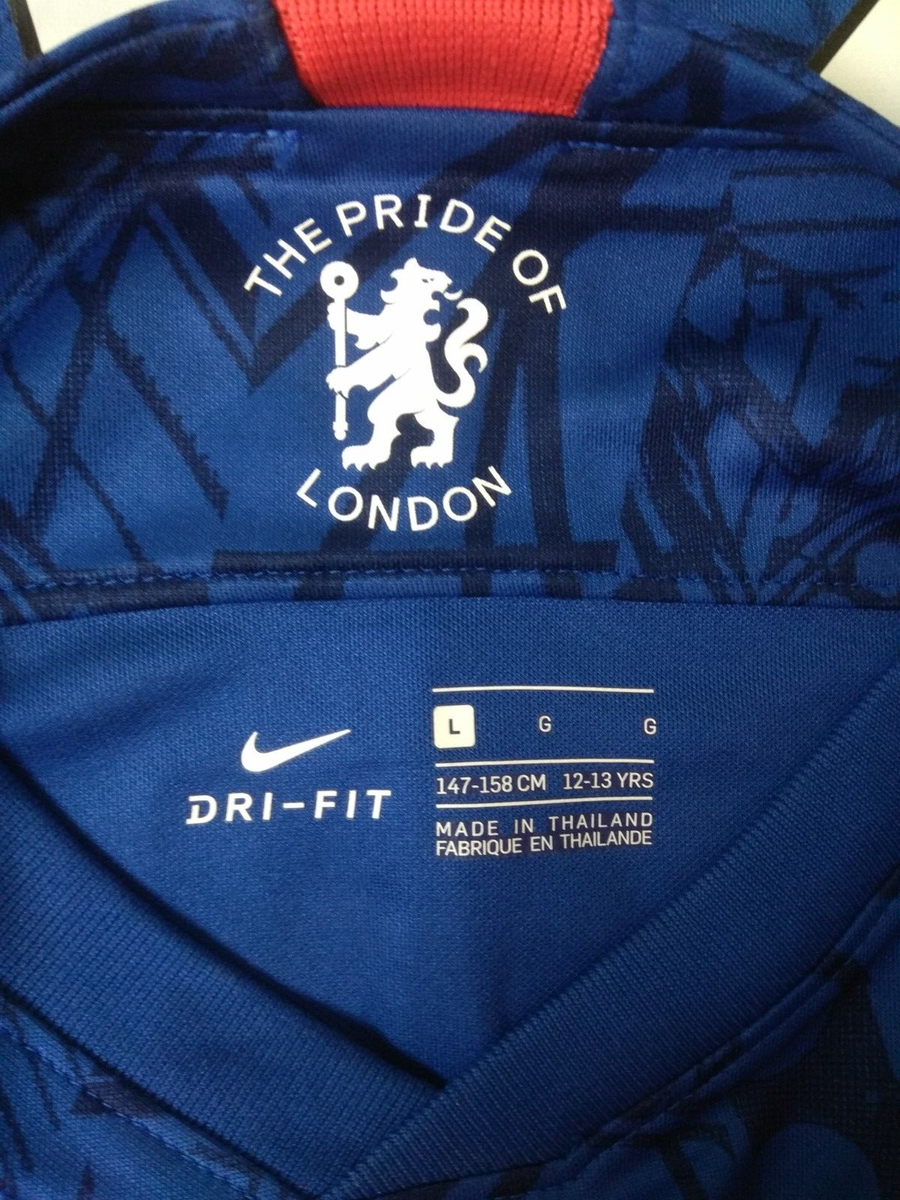 THE PRIDE OF
LONDON
DRI-FIT
L G G
147-158 CM 12-13 YRS
MADE IN THAILAND
FABRIQUE EN THAILANDE